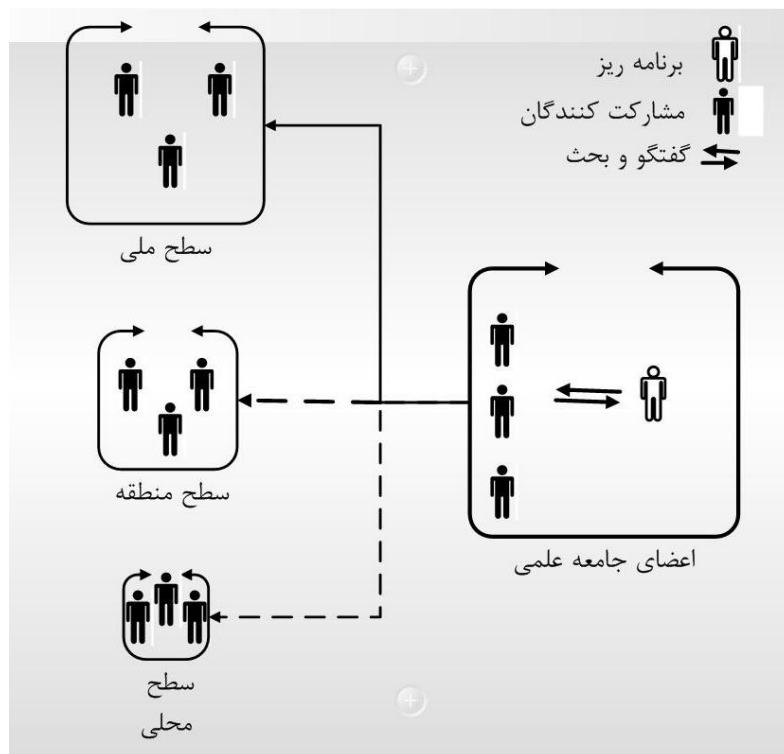 برنامه ریز
مشارکت کنندگان
گفتگو و بحث
سطح ملی
سطح منطقه
اعضای جامعه علمی
سطح
محلی